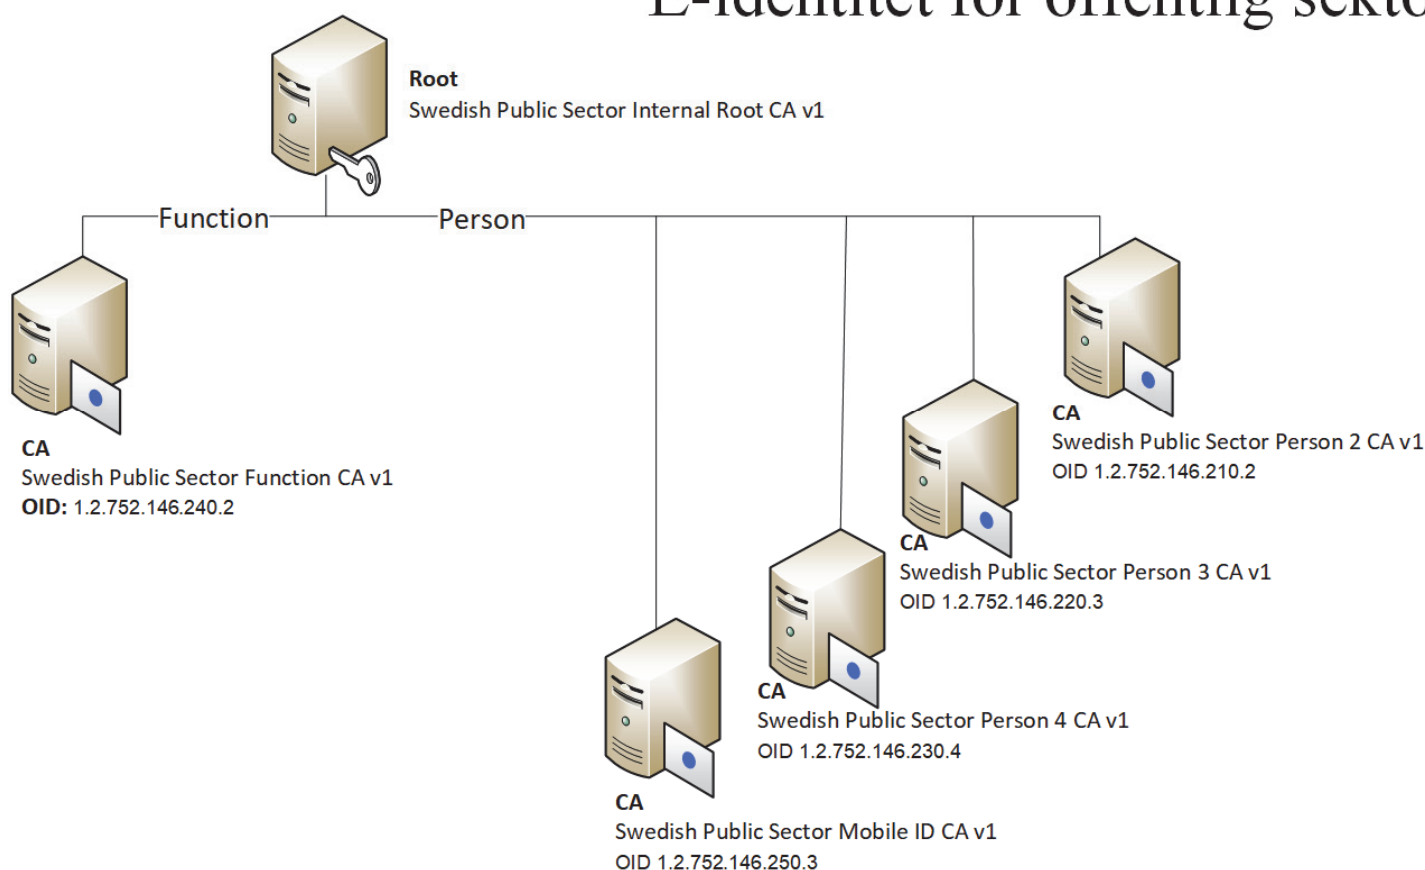 E-identitet för offentlig
Root
Swedish Public Sector Internal Root CA v1
Function
Person
CA
Swedish Public Sector Function CA v1
OID: 1.2.752.146.240.2
CA
Swedish Public Sector Person 2 CA v1
OID 1.2.752.146.210.2
CA
Swedish Public Sector Person 3 CA v1
OID 1.2.752.146.220.3
CA
Swedish Public Sector Person 4 CA v1
OID 1.2.752.146.230.4
CA
Swedish Public Sector Mobile ID CA v1
OID 1.2.752.146.250.3